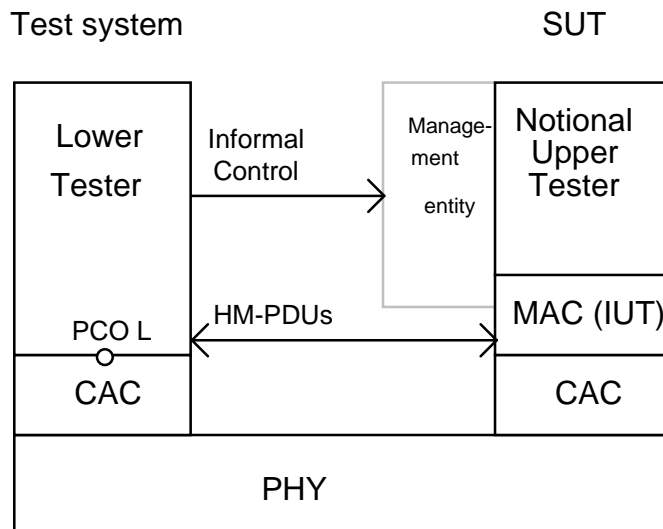 Test system
SUT
Lower
Tester
Informal
Control
Manage-
ment
entity
Notional
Upper
Tester
PCO L
HM-PDUs
MAC (IUT)
CAC
CAC
PHY